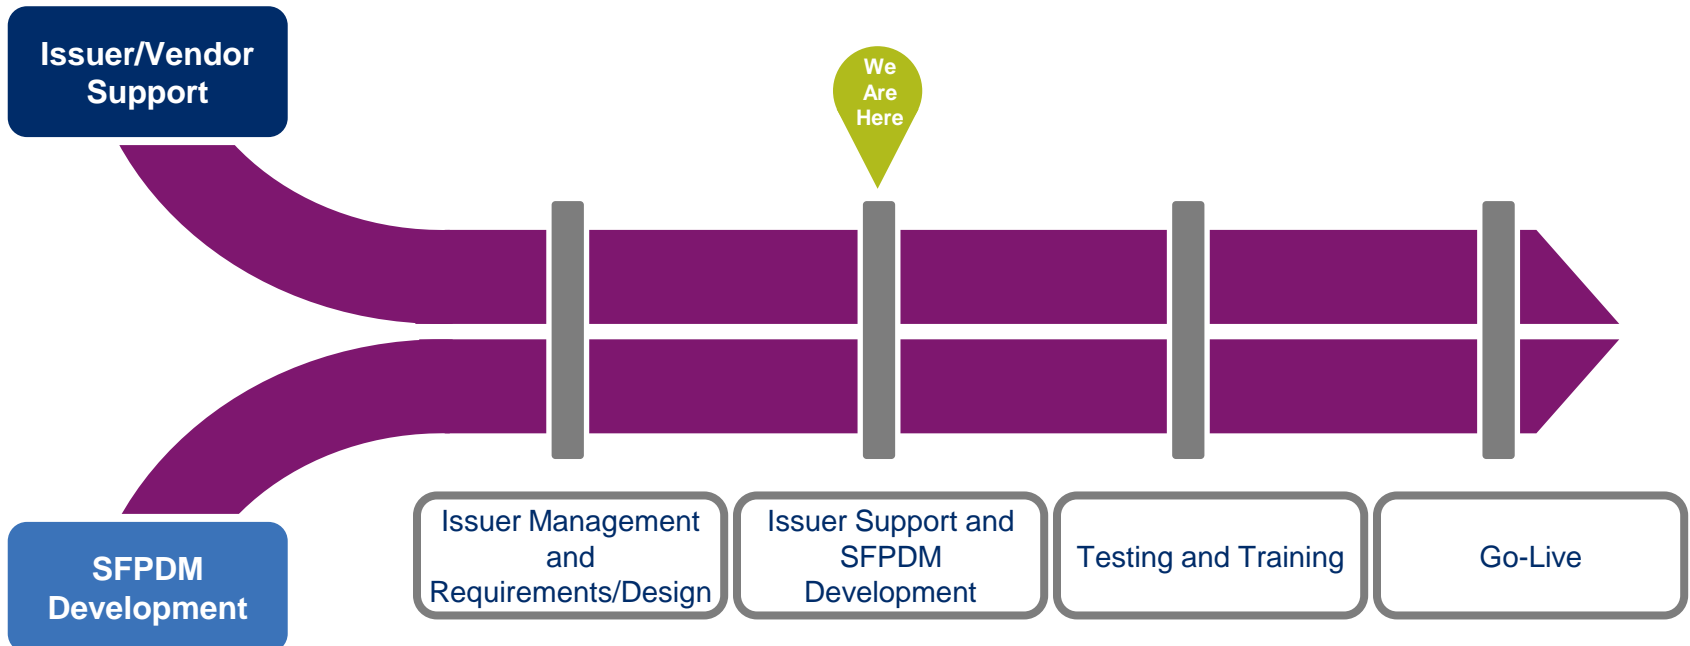 Issuer/Vendor
Support
We
Are
Here
SFPDM
Development
Issuer Management
and
Requirements/Design
Issuer Support and
SFPDM
Development
Testing and Training
Go-Live